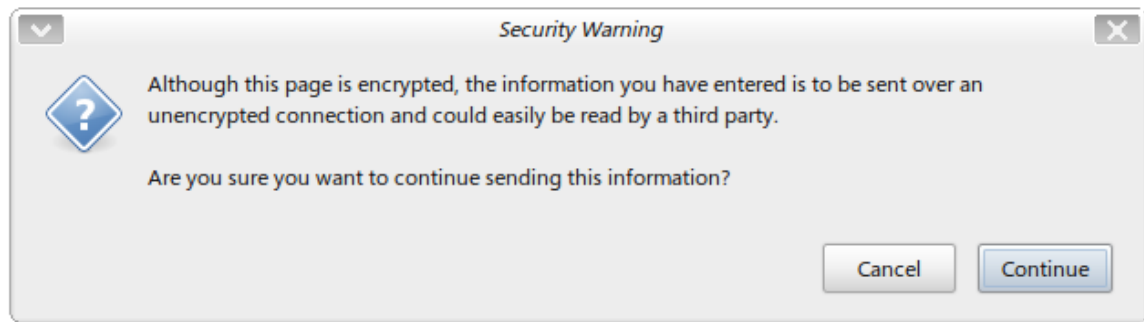 Security Warning
Although this page is encrypted, the information you have entered is to be sent over an
unencrypted connection and could easily be read by a third party.
Are you sure you want to continue sending this information?
Cancel
Continue